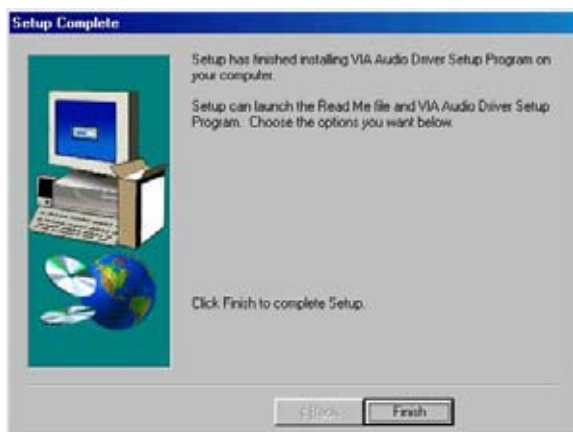 Setup Complete
Setup has finished installing VIA Audio Driver Setup Program on
your computer.
Setup can launch the Read Me file and VIA Audio Driver Setup
Program. Choose the options you want below.
Click Finish to complete Setup.
< Back
Finish